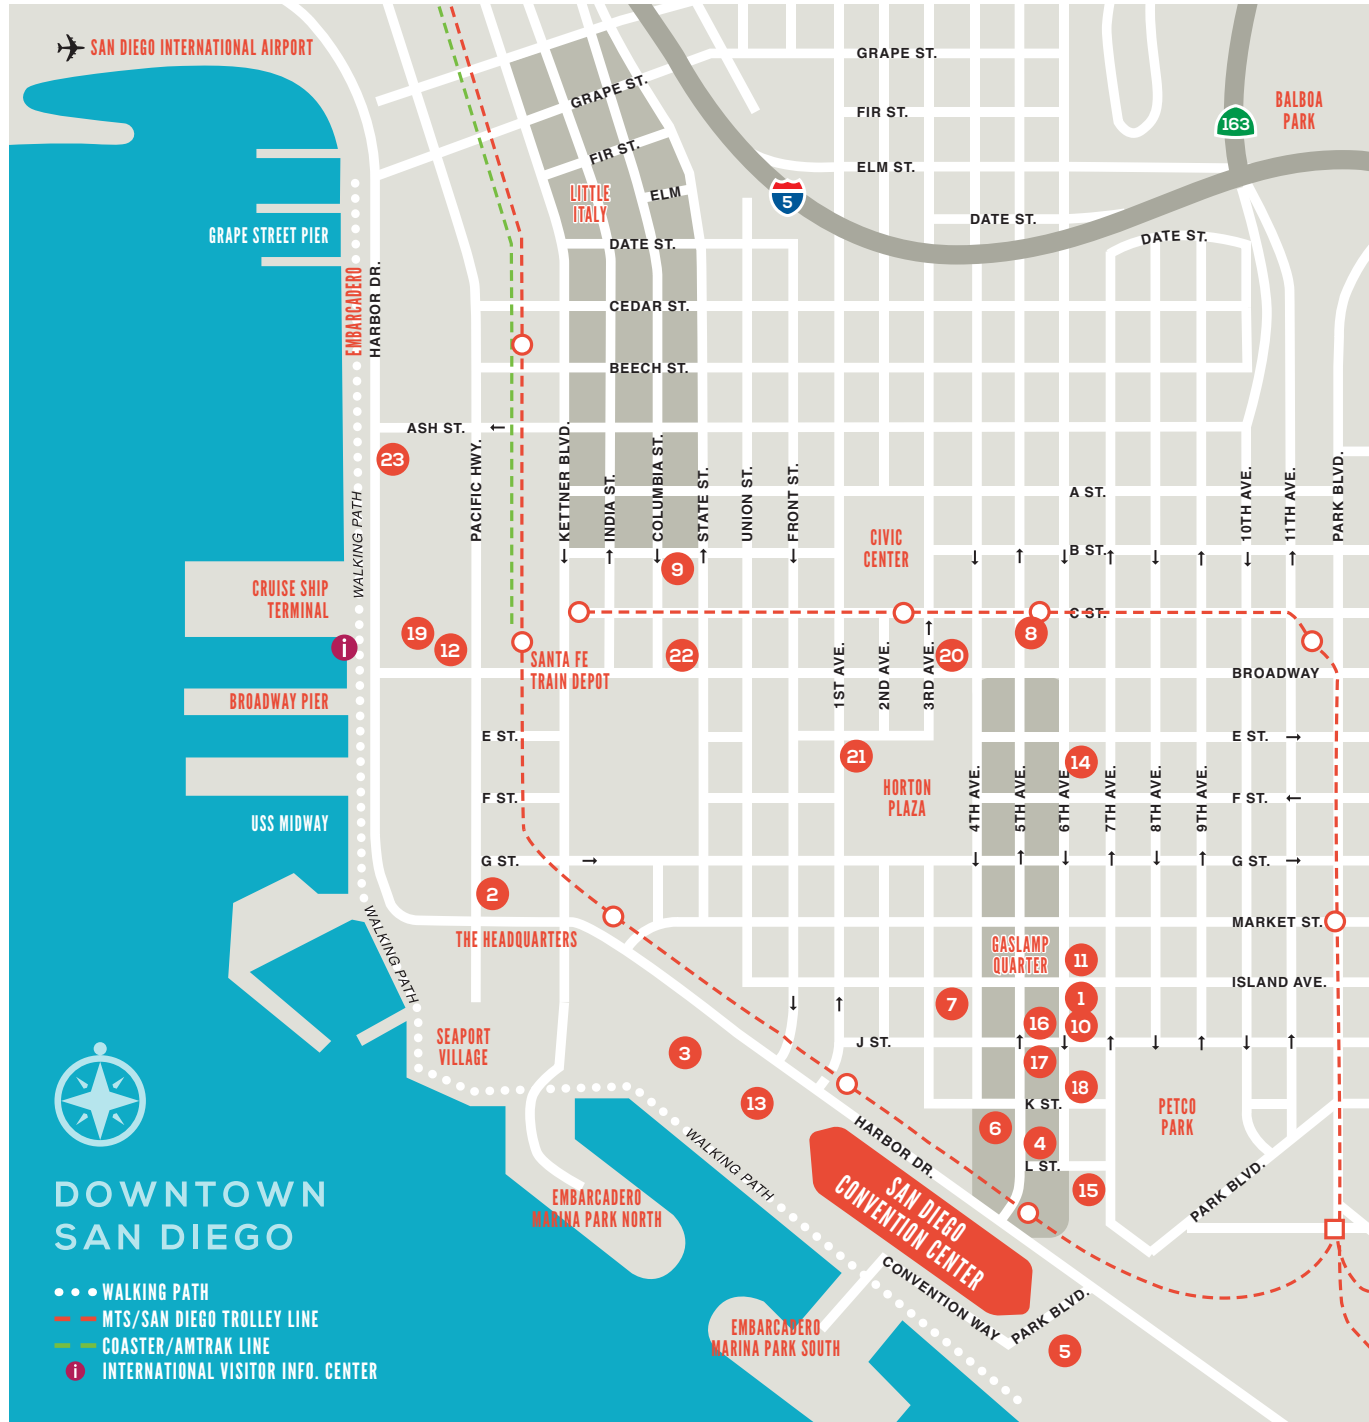 SAN DIEGO INTERNATIONAL AIRPORT
GRAPE ST.
GRAPE ST.
FIR ST.
FIR ST.
163
BALBOA
PARK
ELM ST.
LITTLE
ITALY
ELM
5
DATE ST.
DATE ST.
DATE ST.
GRAPE STREET PIER
EMBARCADERO
HARBOR DR.
CEDAR ST.
BEECH ST.
ASH ST.
23
PACIFIC HWY.
KETTNER BLVD.
INDIA ST.
COLUMBIA ST.
STATE ST.
UNION ST.
FRONT ST.
A ST.
10TH AVE.
11TH AVE.
PARK BLVD.
WALKING PATH
CIVIC
CENTER
B ST.
9
CRUISE SHIP
TERMINAL
C ST.
8
i
19
12
SANTA FE
TRAIN DEPOT
22
1ST AVE.
2ND AVE.
3RD AVE.
20
BROADWAY
BROADWAY PIER
E ST.
E ST.
21
14
HORTON
PLAZA
F ST.
F ST.
4TH AVE.
5TH AVE.
6TH AVE.
7TH AVE.
8TH AVE.
9TH AVE.
USS MIDWAY
G ST.
G ST.
2
WALKING PATH
THE HEADQUARTERS
MARKET ST.
GASLAMP
QUARTER
11
ISLAND AVE.
7
1
16
10
SEAPORT
VILLAGE
J ST.
3
17
18
13
K ST.
PETCO
PARK
6
4
WALKING PATH
HARBOR DR.
L ST.
15
PARK BLVD.
SAN DIEGO
CONVENTION CENTER
EMBARCADERO
MARINA PARK NORTH
CONVENTION WAY
PARK BLVD.
5
EMBARCADERO
MARINA PARK SOUTH
DOWNTOWN
SAN DIEGO
WALKING PATH
MTS/SAN DIEGO TROLLEY LINE
COASTER/AMTRAK LINE
i INTERNATIONAL VISITOR INFO. CENTER